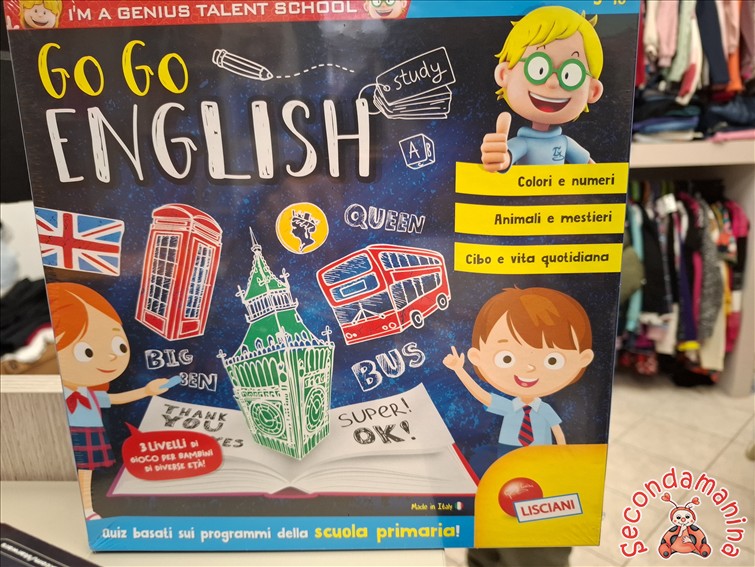 I'M A GENIUS TALENT SCHOOL
GO GO
ENGLISH
study
A B
Colori e numeri
Animali e mestieri
Cibo e vita quotidiana
QUEEN
BIG
BEN
BUS
THANK
YOU
SUPER!
OK!
3 LIVELLI DI
GIOCO PER BAMBINI
DI DIVERSE ETÀ!
Made in Italy
LISCIANI
Quiz basati sui programmi della scuola primaria!
Secondamanina